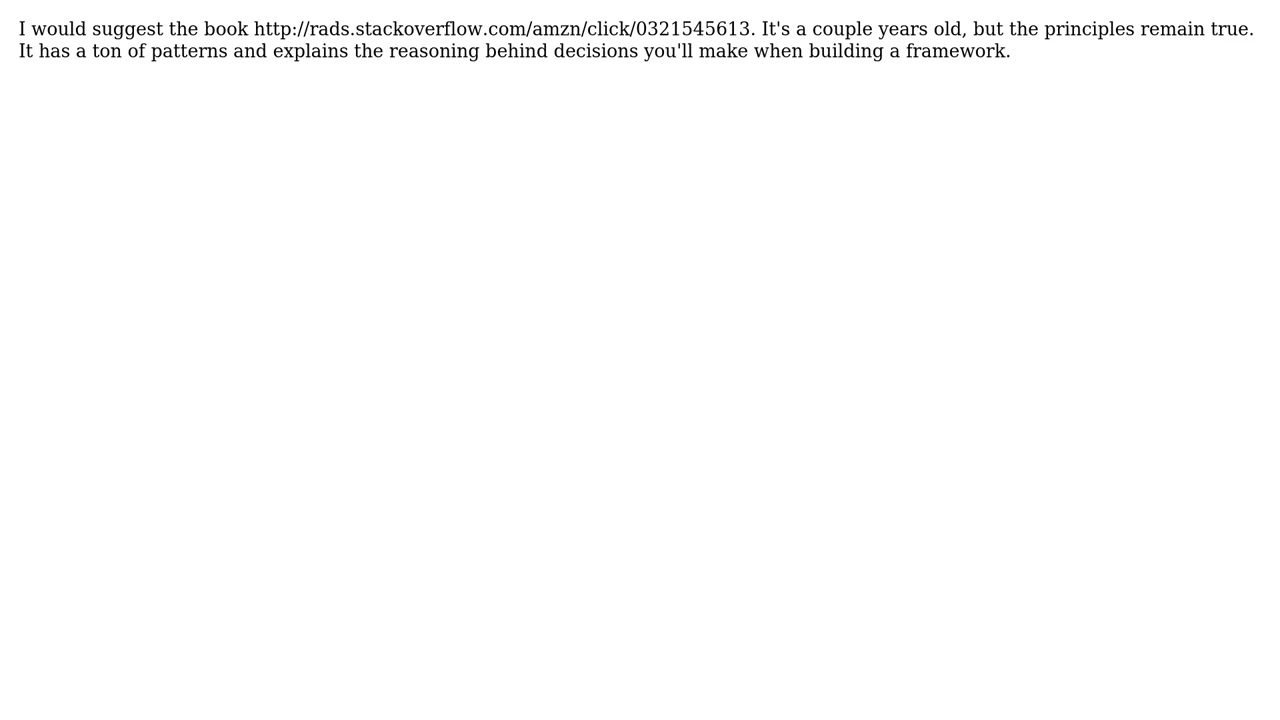 I would suggest the book http://rads.stackoverflow.com/amzn/click/0321545613. It's a couple years old, but the principles remain true.
It has a ton of patterns and explains the reasoning behind decisions you'll make when building a framework.